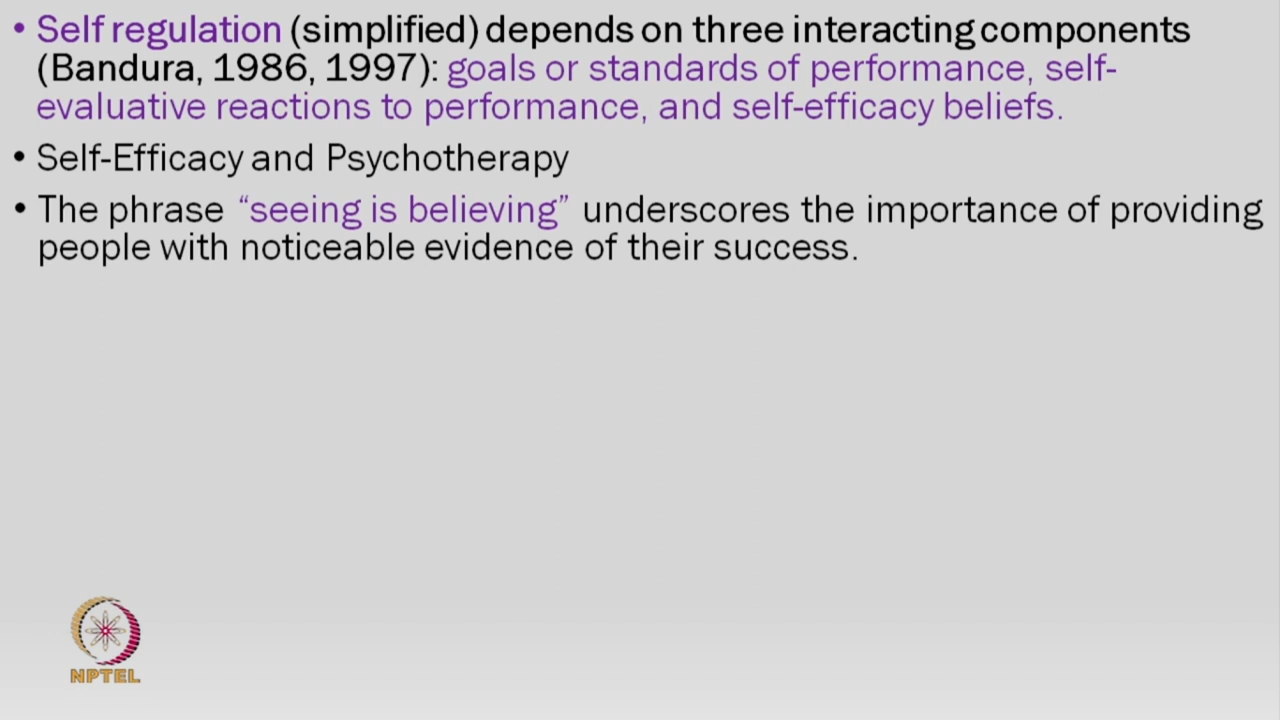 • Self regulation (simplified) depends on three interacting components
(Bandura, 1986, 1997): goals or standards of performance, self-
evaluative reactions to performance, and self-efficacy beliefs.
• Self-Efficacy and Psychotherapy
• The phrase “seeing is believing” underscores the importance of providing
people with noticeable evidence of their success.
NPTEL